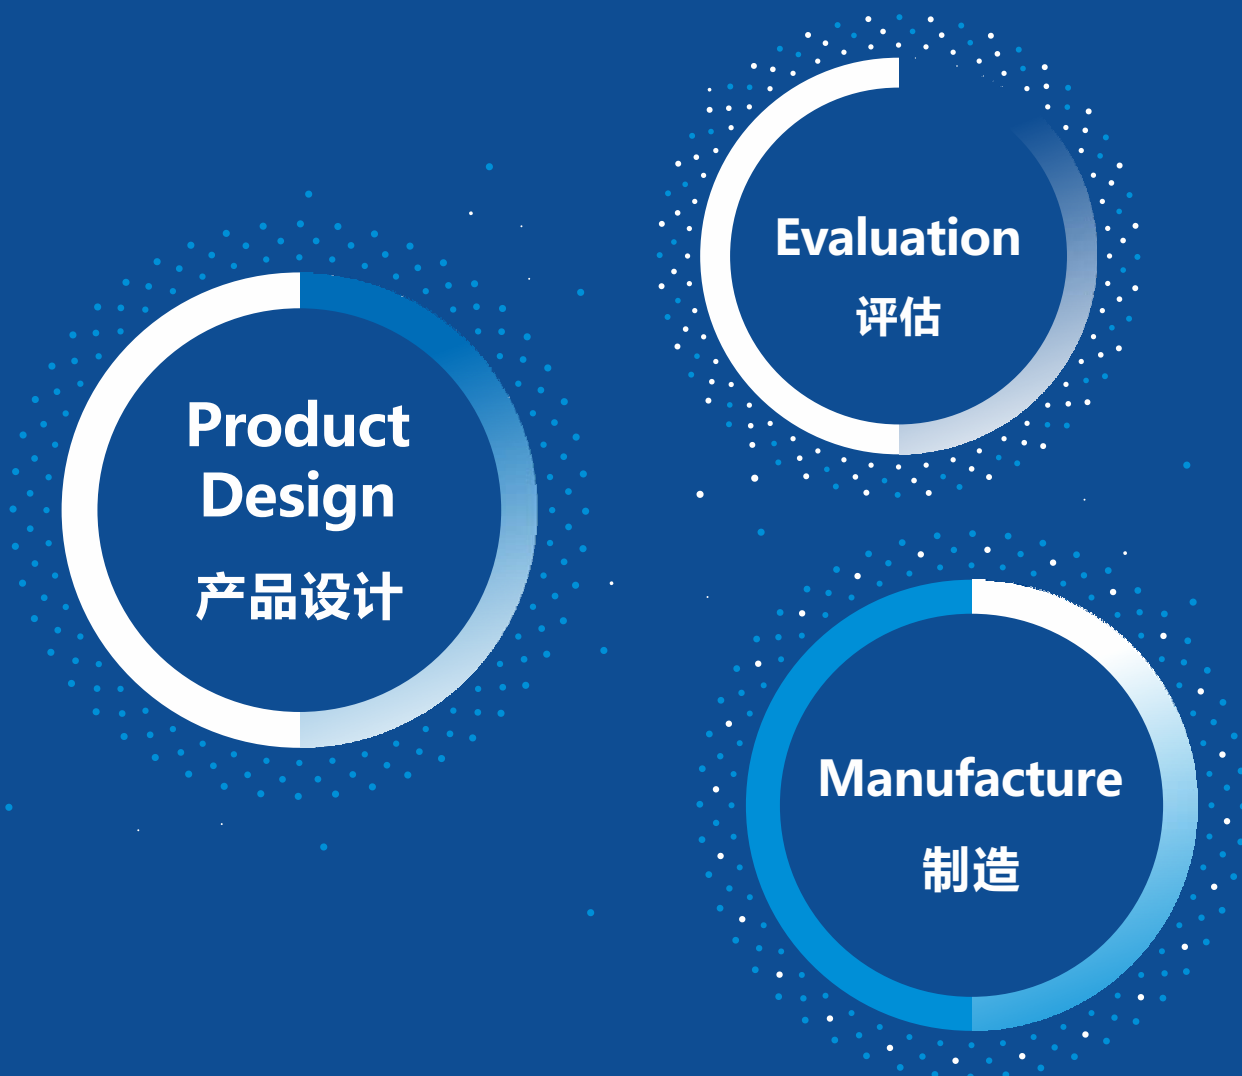 Product
Design
产品设计
Evaluation
评估
Manufacture
制造